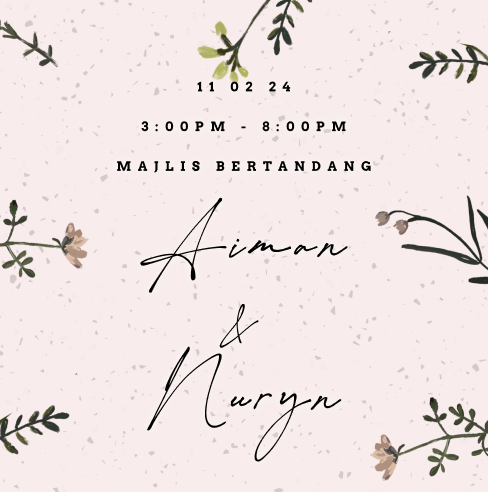 11 02 24
3:00PM - 8:00PM
MAJLIS BERTANDANG
Aiman
&
Nuryn